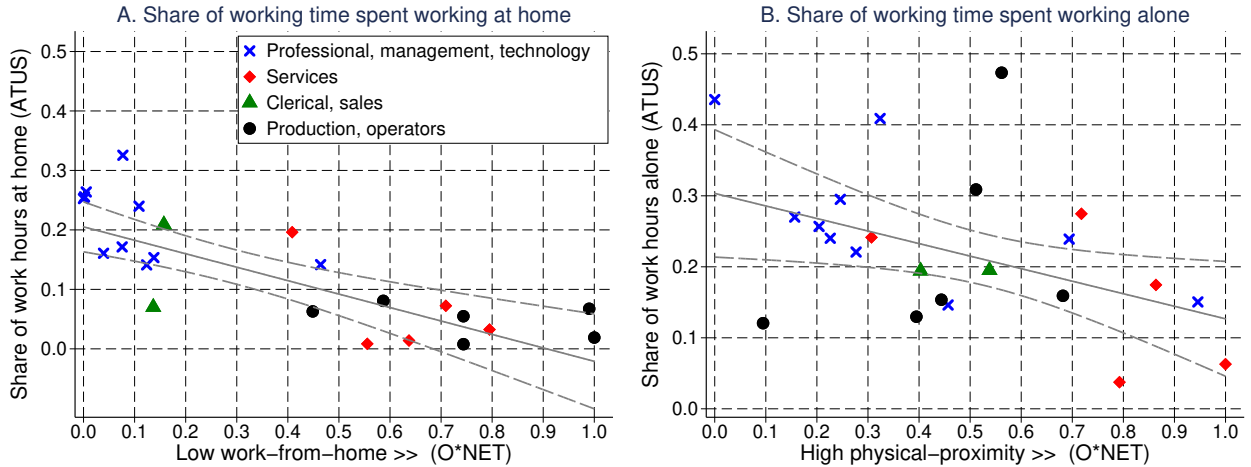 A. Share of working time spent working at home
Share of work hours at home (ATUS)
0.5
0.4
0.3
0.2
0.1
0.0
Professional, management, technology
Services
Clerical, sales
Production, operators
0.0 0.1 0.2 0.3 0.4 0.5 0.6 0.7 0.8 0.9 1.0
Low work−from−home >> (O*NET)
B. Share of working time spent working alone
Share of work hours alone (ATUS)
0.5
0.4
0.3
0.2
0.1
0.0
0.0 0.1 0.2 0.3 0.4 0.5 0.6 0.7 0.8 0.9 1.0
High physical−proximity >> (O*NET)